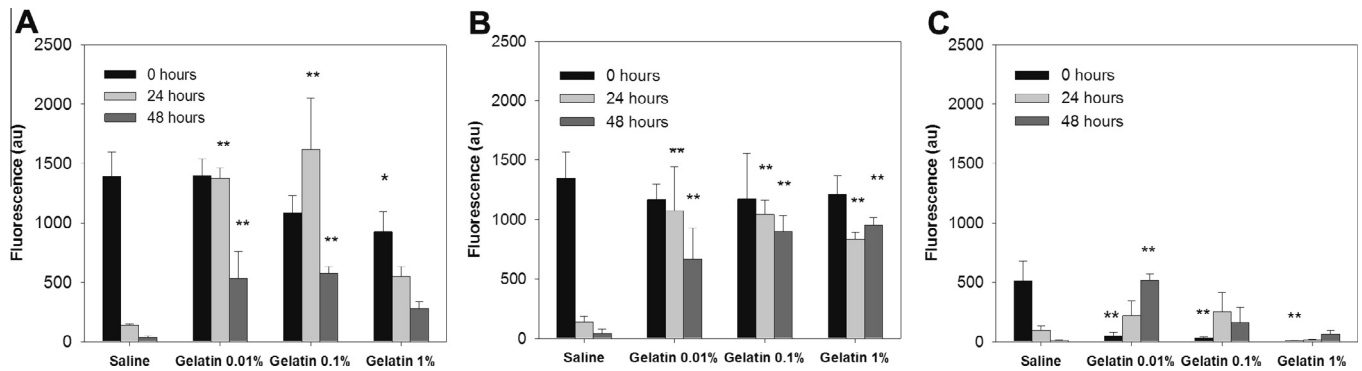 A
Fluorescence (au)
2500
2000
1500
1000
500
0
0 hours
24 hours
48 hours
**
**
**
**
*
Saline
Gelatin 0.01%
Gelatin 0.1%
Gelatin 1%
B
Fluorescence (au)
2500
2000
1500
1000
500
0
0 hours
24 hours
48 hours
**
**
**
**
**
**
Saline
Gelatin 0.01%
Gelatin 0.1%
Gelatin 1%
C
Fluorescence (au)
2500
2000
1500
1000
500
0
0 hours
24 hours
48 hours
**
**
**
**
Saline
Gelatin 0.01%
Gelatin 0.1%
Gelatin 1%